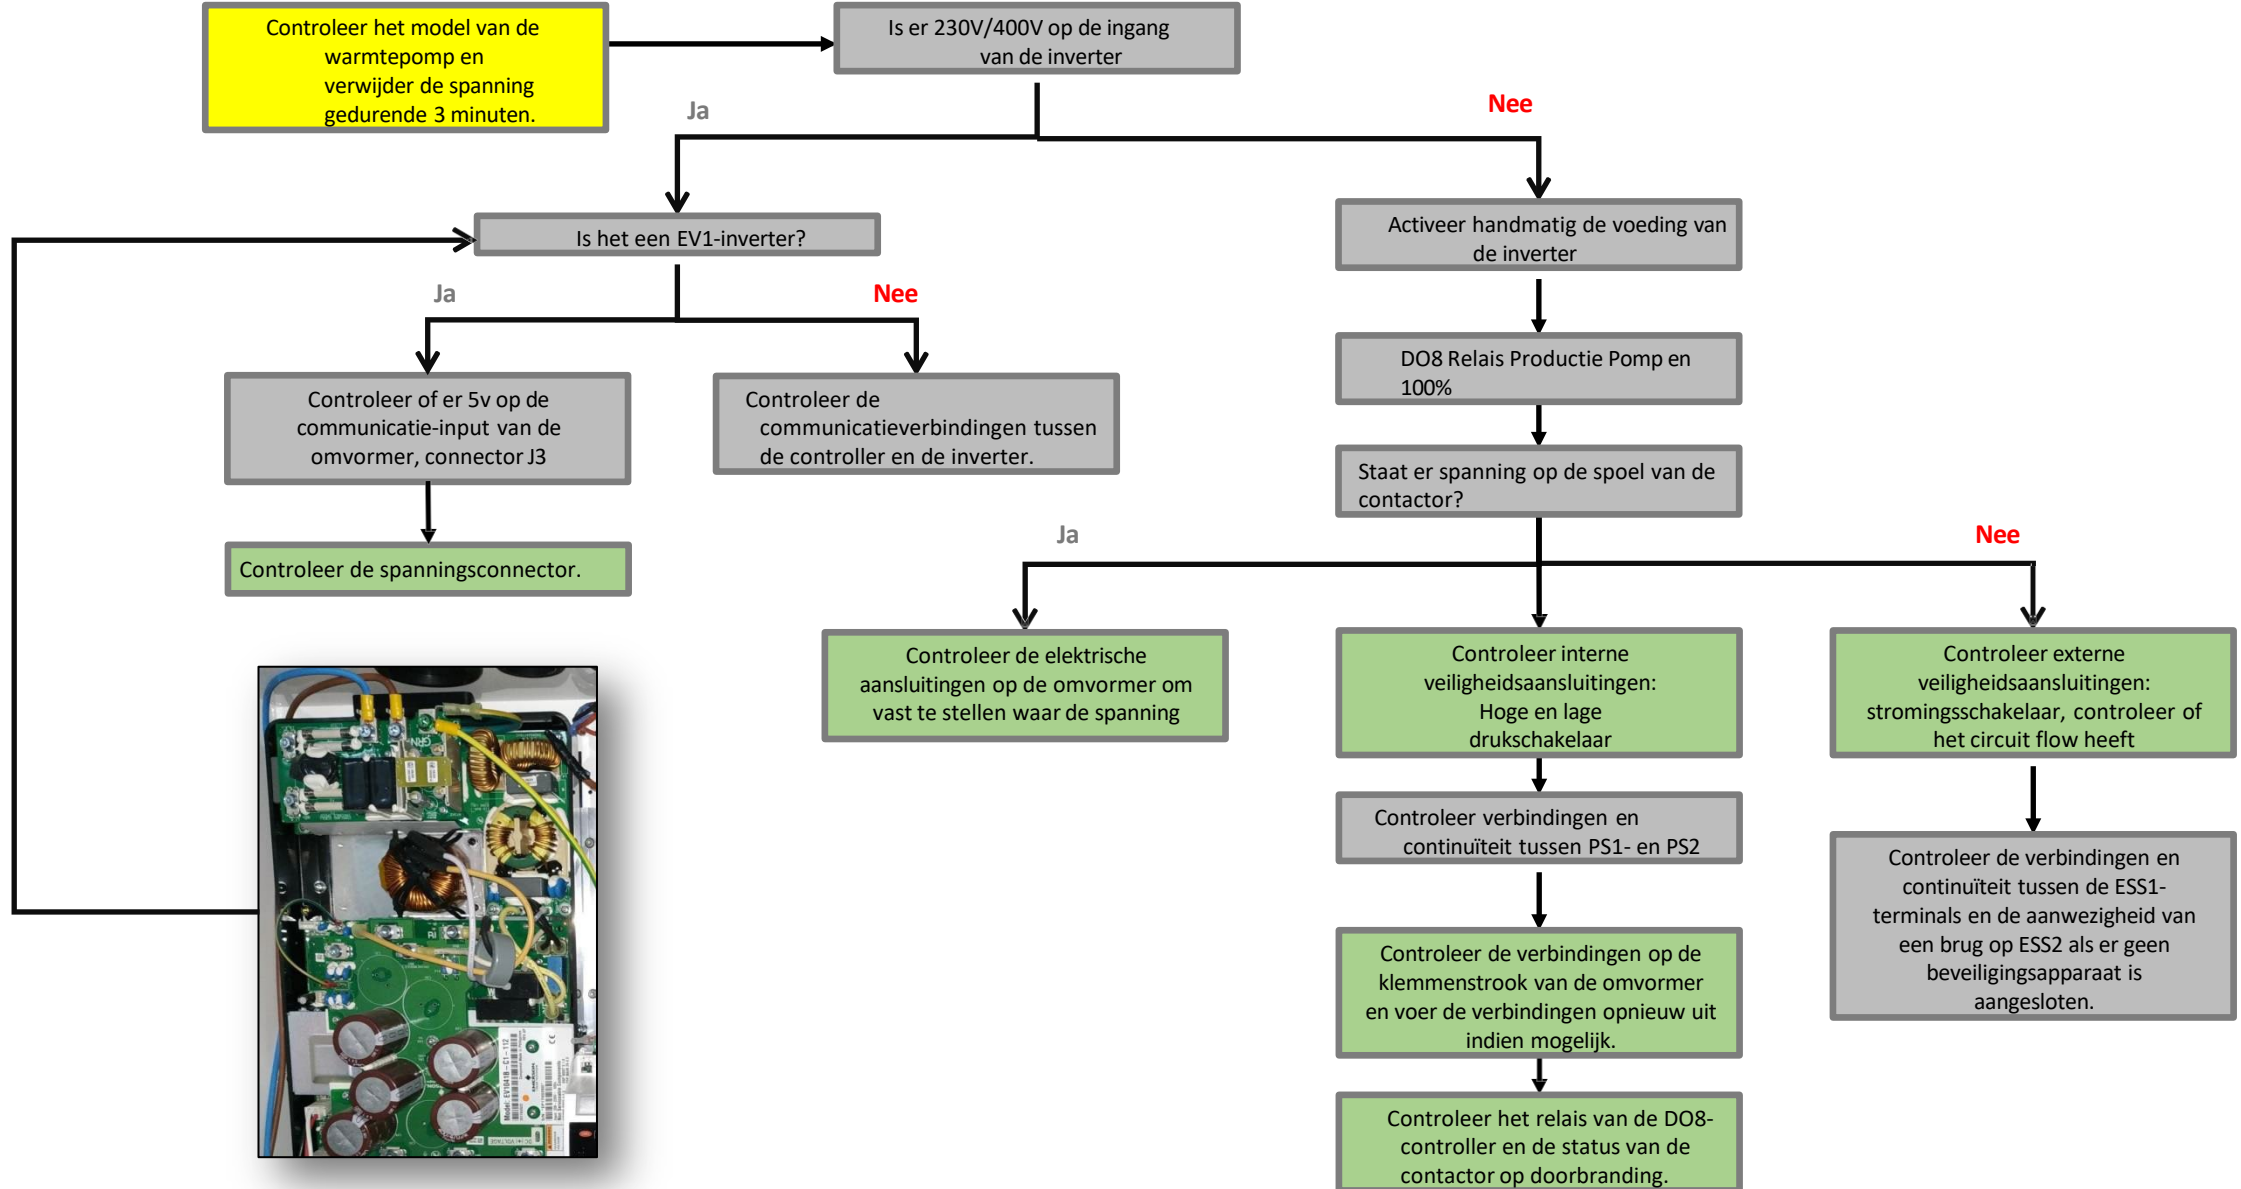 Controleer het model van de
warmtepomp en
verwijder de spanning
gedurende 3 minuten.
Is er 230V/400V op de ingang
van de inverter
Ja
Nee
Is het een EV1-inverter?
Activeer handmatig de voeding van
de inverter
Ja
Nee
DO8 Relais Productie Pomp en
100%
Controleer of er 5v op de
communicatie-input van de
omvormer, connector J3
Controleer de
communicatieverbindingen tussen
de controller en de inverter.
Staat er spanning op de spoel van de
contactor?
Ja
Nee
Controleer de spanningsconnector.
Controleer de elektrische
aansluitingen op de omvormer om
vast te stellen waar de spanning
Controleer interne
veiligheidsaansluitingen:
Hoge en lage
drukschakelaar
Controleer externe
veiligheidsaansluitingen:
stromingsschakelaar, controleer of
het circuit flow heeft
Controleer verbindingen en
continuïteit tussen PS1- en PS2
Controleer de verbindingen en
continuïteit tussen de ESS1-
terminals en de aanwezigheid van
een brug op ESS2 als er geen
beveiligingsapparaat is
aangesloten.
Controleer de verbindingen op de
klemmenstrook van de omvormer
en voer de verbindingen opnieuw uit
indien mogelijk.
Controleer het relais van de DO8-
controller en de status van de
contactor op doorbranding.
GRN
Model: EV1041B-C1-112
EMERSON
DC(+) VOLTAGE